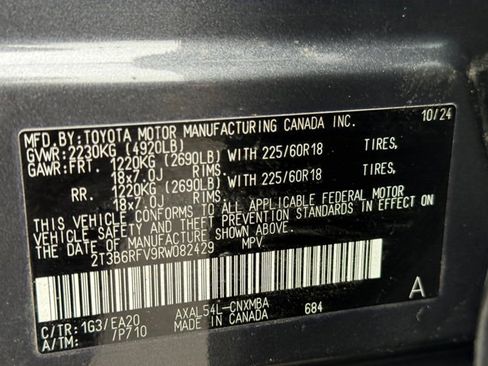 MFD.BY:TOYOTA MOTOR MANUFACTURING CANADA INC. 10/24
GVWR:2230KG (4920LB)
GAWR:FRT. 1220KG (2690LB) WITH 225/60R18 TIRES,
18x7.0J RIMS.
RR. 1220KG (2690LB) WITH 225/60R18 TIRES,
18x7.0J RIMS.
THIS VEHICLE CONFORMS TO ALL APPLICABLE FEDERAL MOTOR
VEHICLE SAFETY AND THEFT PREVENTION STANDARDS IN EFFECT ON
THE DATE OF MANUFACTURE SHOWN ABOVE.
2T3B6RFV9RW082429 MPV.
C/TR:1G3/EA20 AXAL54L-CNXMBA 684 A
A/TM: /P710 MADE IN CANADA